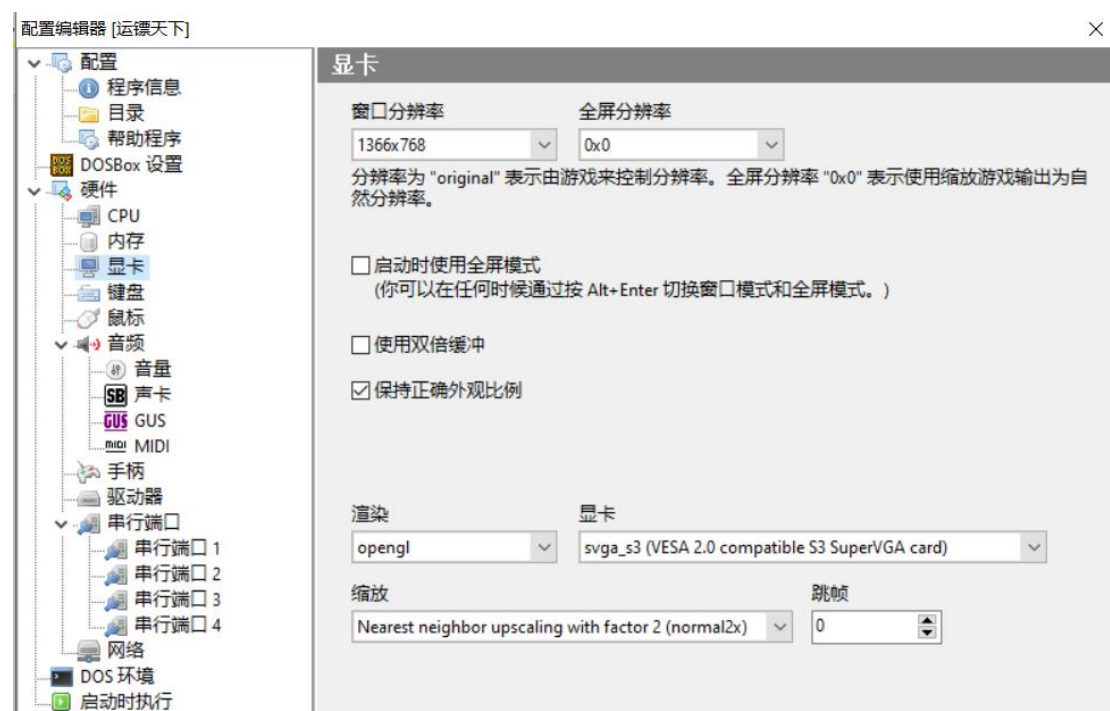 配置编辑器 [运镖天下]
配置
程序信息
目录
帮助程序
DOSBox 设置
硬件
CPU
内存
显卡
键盘
鼠标
音频
音量
SB 声卡
GUS GUS
MIDI MIDI
手柄
驱动器
串行端口
串行端口 1
串行端口 2
串行端口 3
串行端口 4
网络
DOS 环境
启动时执行
显卡
窗口分辨率 全屏分辨率
1366x768 0x0
分辨率为 "original" 表示由游戏来控制分辨率。全屏分辨率 "0x0" 表示使用缩放游戏输出为自
然分辨率。
启动时使用全屏模式
(你可以在任何时候通过按 Alt+Enter 切换窗口模式和全屏模式。)
使用双倍缓冲
保持正确外观比例
渲染 显卡
opengl svga_s3 (VESA 2.0 compatible S3 SuperVGA card)
缩放 跳帧
Nearest neighbor upscaling with factor 2 (normal2x) 0